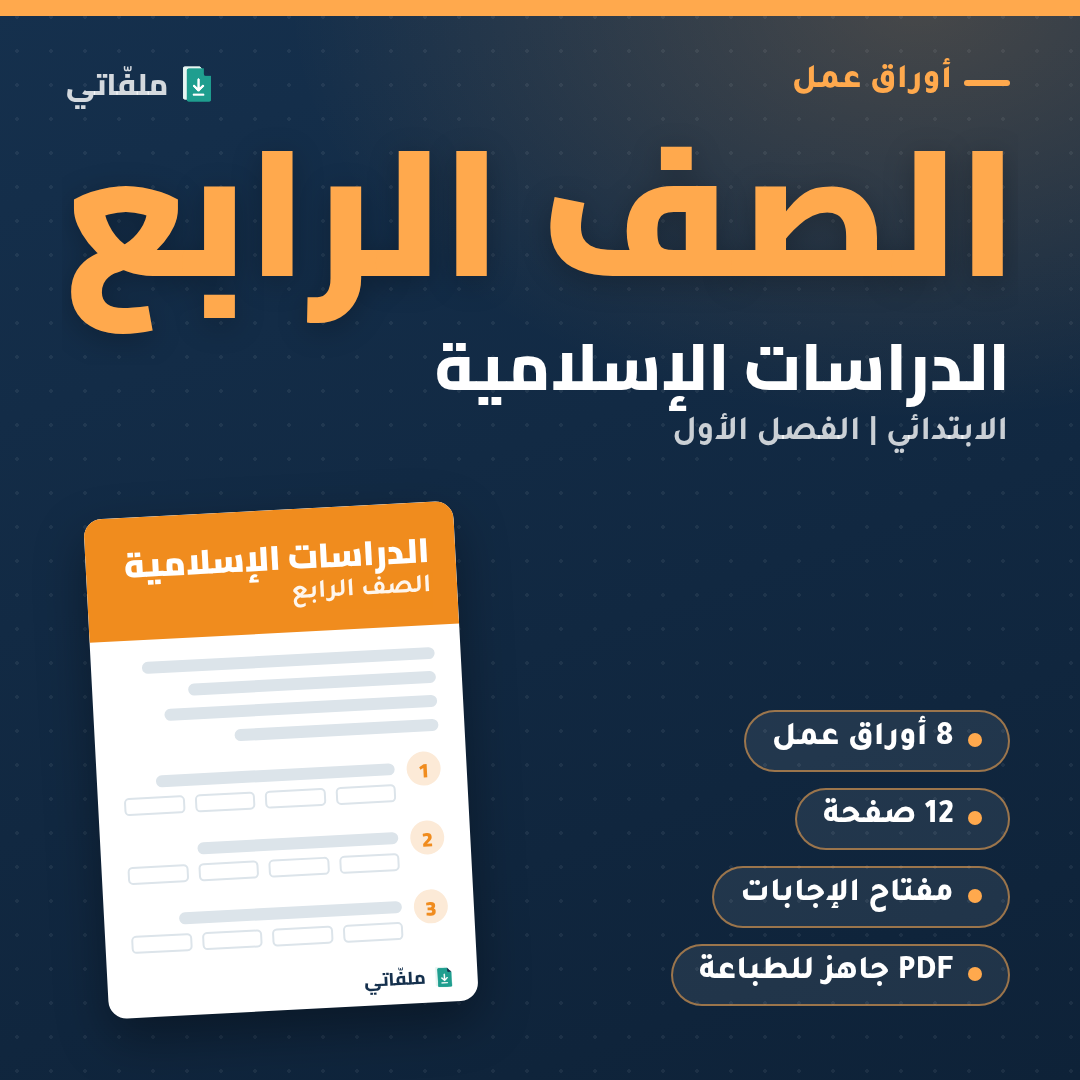 أوراق عمل
ملفّاتي
الصف الرابع
الدراسات الإسلامية
الابتدائي | الفصل الأول
8 أوراق عمل
12 صفحة
مفتاح الإجابات
PDF جاهز للطباعة
الدراسات الإسلامية
الصف الرابع
1
2
3
ملفّاتي